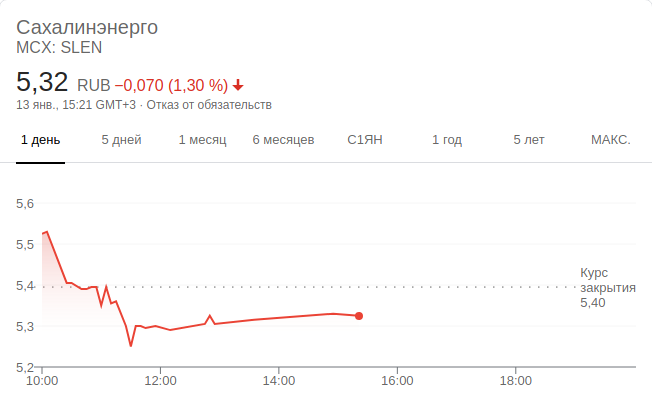 Сахалинэнерго
MCX: SLEN
5,32 RUB −0,070 (1,30 %)
13 янв., 15:21 GMT+3 · Отказ от обязательств
1 день 5 дней 1 месяц 6 месяцев С1ЯН 1 год 5 лет МАКС.
5,6
5,5
5,4
5,3
5,2
Курс
закрытия
5,40
10:00 12:00 14:00 16:00 18:00